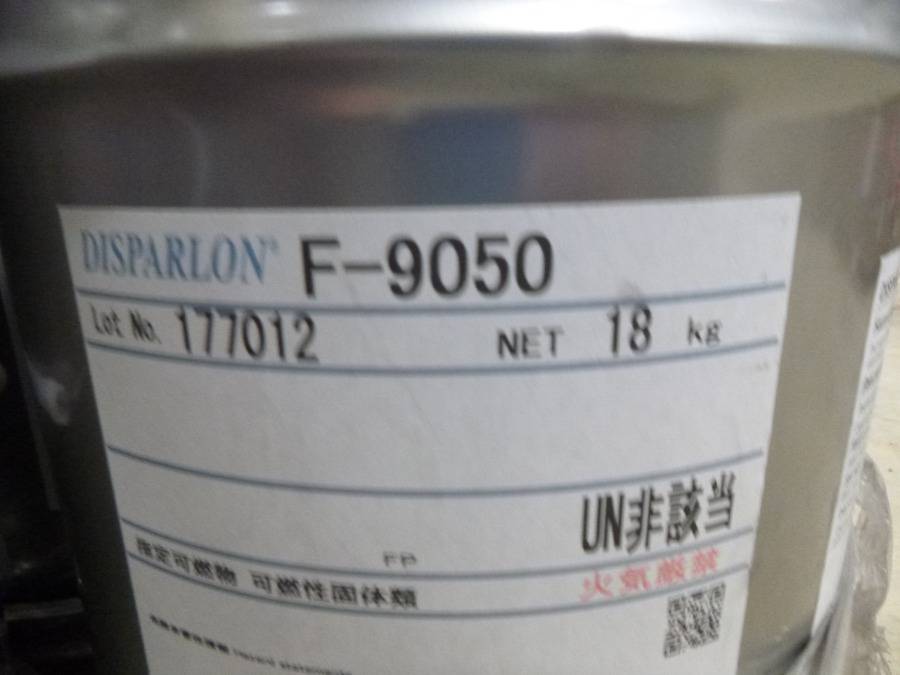 DISPARLON® F-9050
Lot No. 177012 NET 18 kg
UN非該当
FP
指定可燃物 可燃性固体類 火気厳禁